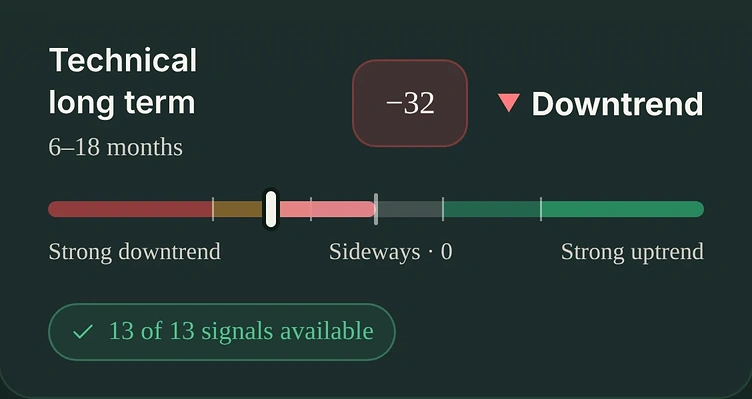 Technical
long term
6–18 months
−32
Downtrend
Strong downtrend
Sideways · 0
Strong uptrend
13 of 13 signals available